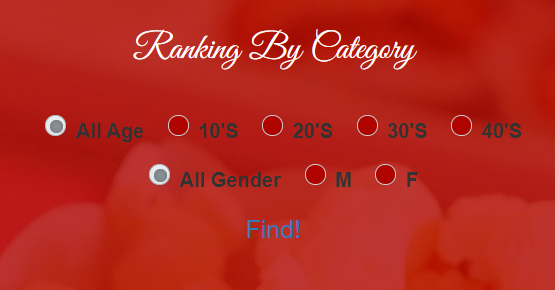 Ranking By Category
All Age 10'S 20'S 30'S 40'S
All Gender M F
Find!